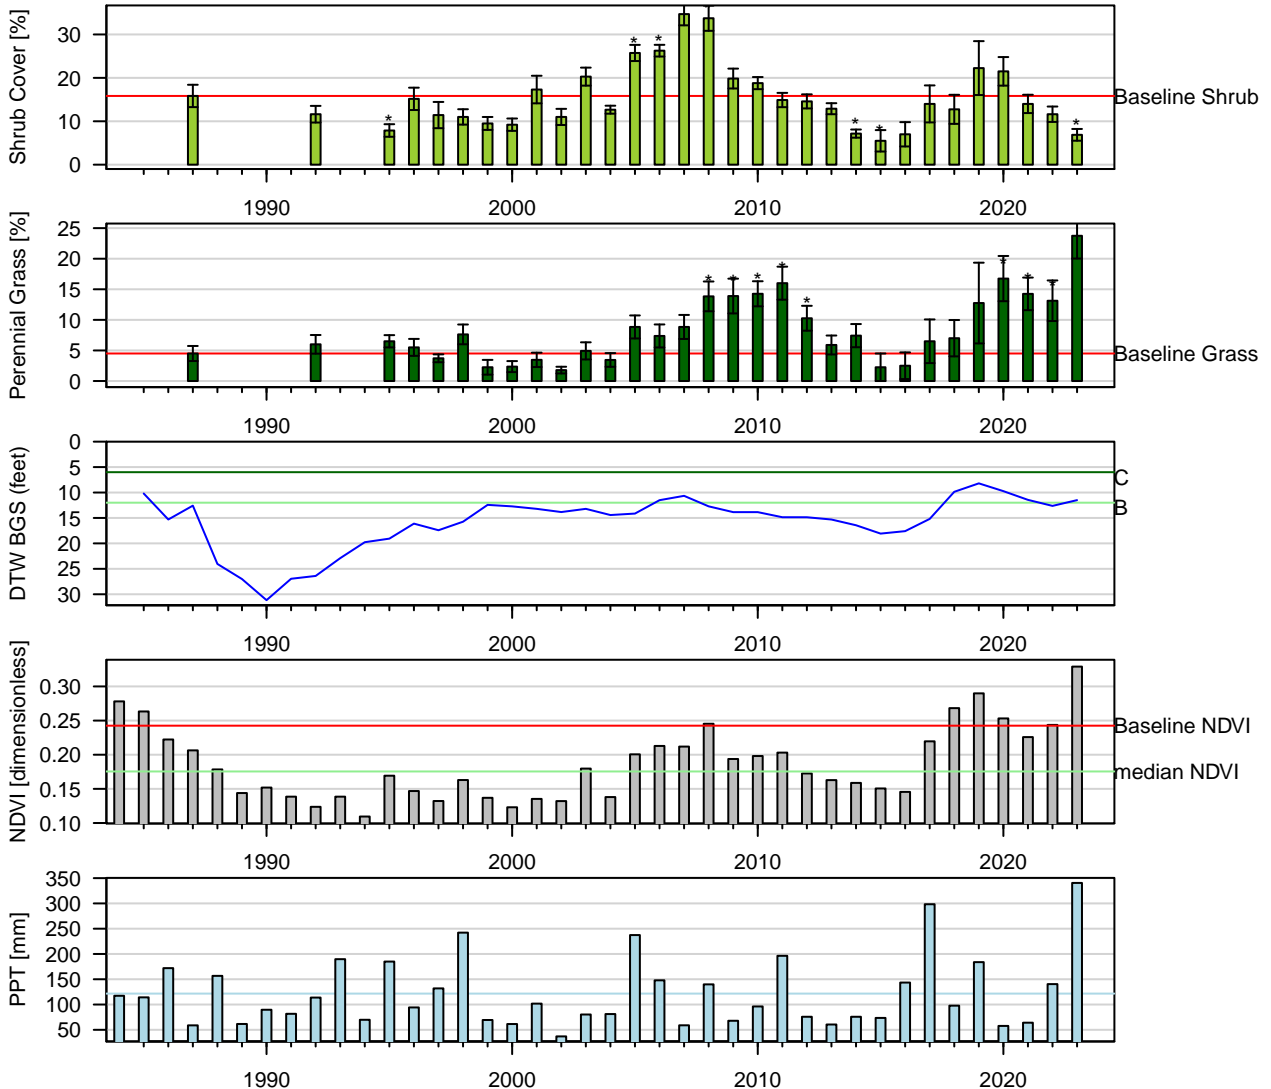 Shrub Cover [%]
30
20
10
0
* * * * * *
Baseline Shrub
1990 2000 2010 2020
Perennial Grass [%]
25
20
15
10
5
0
* * * * * * * *
Baseline Grass
1990 2000 2010 2020
DTW BGS (feet)
0
5
10
15
20
25
30
C
B
1990 2000 2010 2020
NDVI [dimensionless]
0.30
0.25
0.20
0.15
0.10
Baseline NDVI
median NDVI
1990 2000 2010 2020
PPT [mm]
350
300
250
200
150
100
50
1990 2000 2010 2020